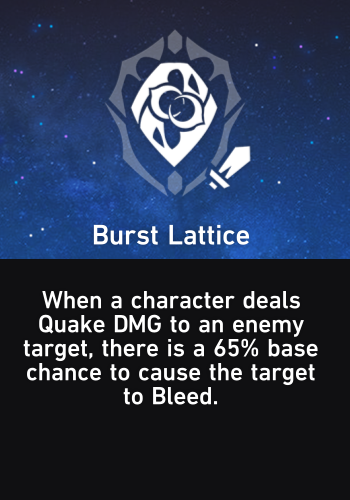 Burst Lattice
When a character deals
Quake DMG to an enemy
target, there is a 65% base
chance to cause the target
to Bleed.